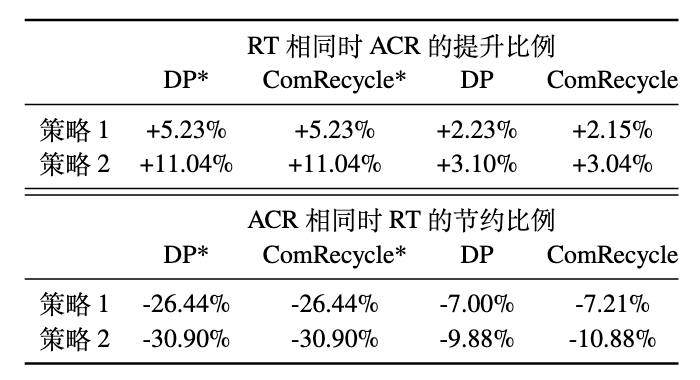 RT 相同时 ACR 的提升比例
DP* ComRecycle* DP ComRecycle
策略 1 +5.23% +5.23% +2.23% +2.15%
策略 2 +11.04% +11.04% +3.10% +3.04%
ACR 相同时 RT 的节约比例
DP* ComRecycle* DP ComRecycle
策略 1 -26.44% -26.44% -7.00% -7.21%
策略 2 -30.90% -30.90% -9.88% -10.88%